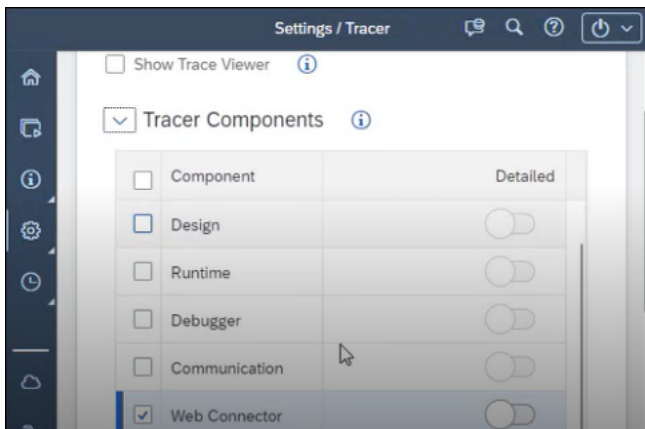 Settings / Tracer
Show Trace Viewer
Tracer Components
Component Detailed
Design
Runtime
Debugger
Communication
Web Connector